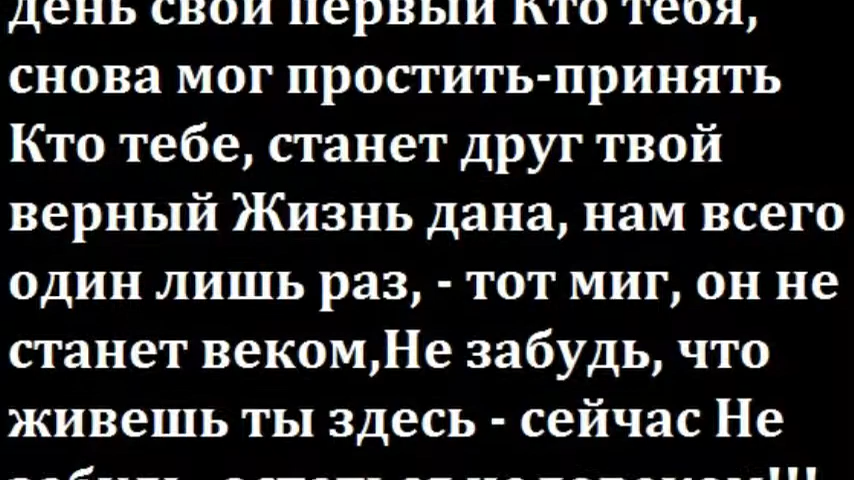 день свой первый Кто тебя,
снова мог простить-принять
Кто тебе, станет друг твой
верный Жизнь дана, нам всего
один лишь раз, - тот миг, он не
станет веком,Не забудь, что
живешь ты здесь - сейчас Не